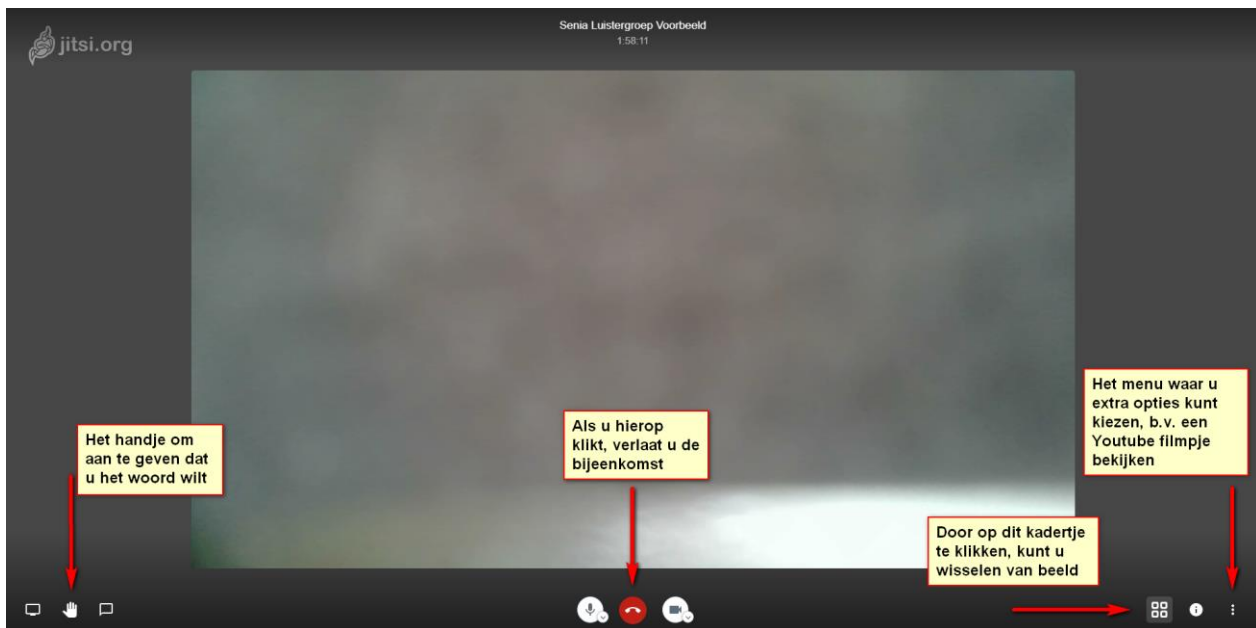 jitsi.org
Senia Luistergroep Voorbeeld
1:58:11
Het handje om
aan te geven dat
u het woord wilt
Als u hierop
klikt, verlaat u de
bijeenkomst
Het menu waar u
extra opties kunt
kiezen, b.v. een
Youtube filmpje
bekijken
Door op dit kadertje
te klikken, kunt u
wisselen van beeld